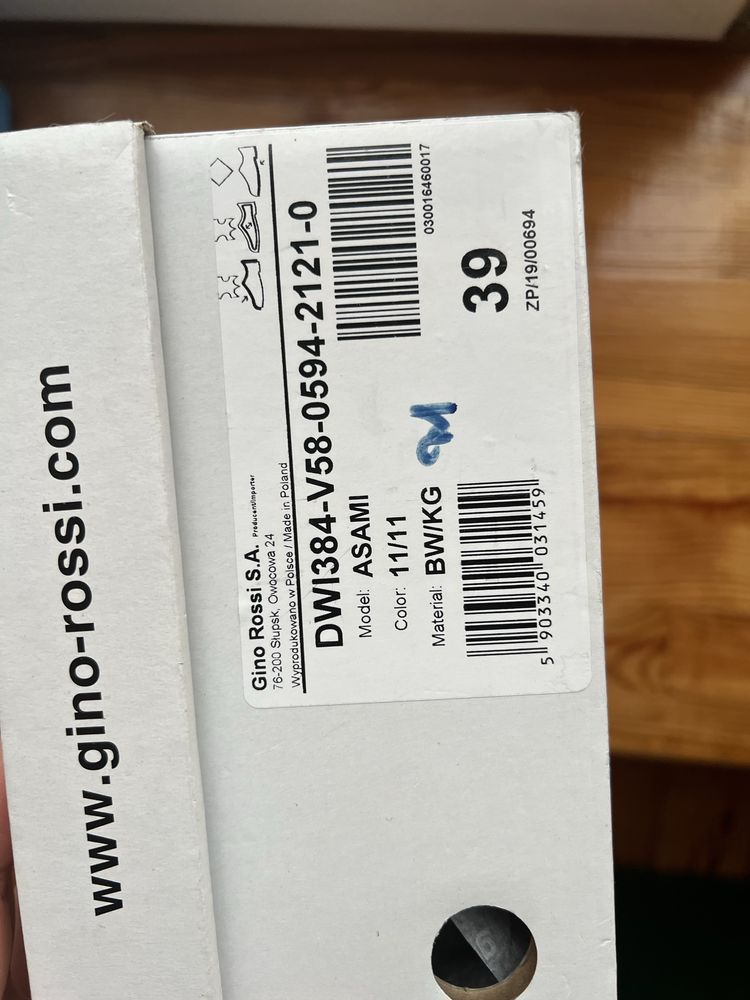 www.gino-rossi.com
Gino Rossi S.A. Producent/Importer
76-200 Słupsk, Owocowa 24
Wyprodukowano w Polsce / Made in Poland
DWI384-V58-0594-2121-0
Model: ASAMI
030016460017
Color: 11/11
Material: BW/KG
39
5 903340 031459
ZP/19/00694